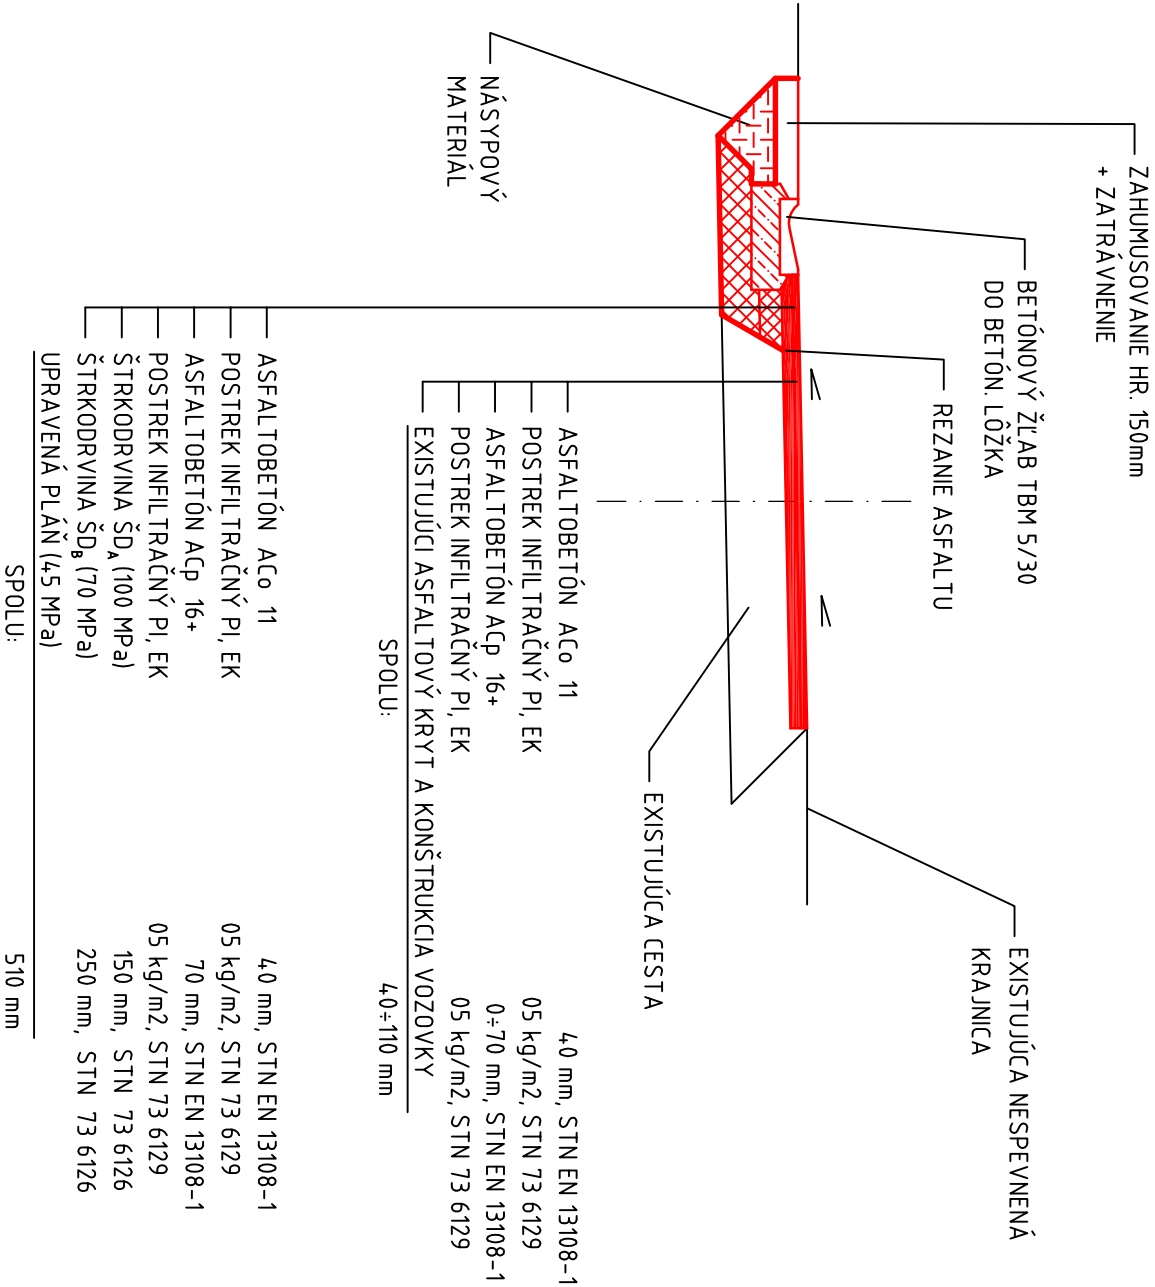 ZAHUMUSOVANIE HR. 150mm
+ ZATRÁVNENIE
BETÓNOVÝ ŽĽAB TBM 5/30
DO BETÓN. LÔŽKA
REZANIE ASFALTU
EXISTUJÚCA NESPEVNENÁ
KRAJNICA
EXISTUJÚCA CESTA
NÁSYPOVÝ
MATERIÁL
ASFALTOBETÓN ACo 11 40 mm, STN EN 13108-1
POSTREK INFILTRAČNÝ PI, EK 05 kg/m2, STN 73 6129
ASFALTOBETÓN ACp 16+ 0÷70 mm, STN EN 13108-1
POSTREK INFILTRAČNÝ PI, EK 05 kg/m2, STN 73 6129
EXISTUJÚCI ASFALTOVÝ KRYT A KONŠTRUKCIA VOZOVKY
SPOLU: 40÷110 mm
ASFALTOBETÓN ACo 11 40 mm, STN EN 13108-1
POSTREK INFILTRAČNÝ PI, EK 05 kg/m2, STN 73 6129
ASFALTOBETÓN ACp 16+ 70 mm, STN EN 13108-1
POSTREK INFILTRAČNÝ PI, EK 05 kg/m2, STN 73 6129
ŠTRKODRVINA ŠDA (100 MPa) 150 mm, STN 73 6126
ŠTRKODRVINA ŠDB (70 MPa) 250 mm, STN 73 6126
UPRAVENÁ PLÁŇ (45 MPa)
SPOLU: 510 mm